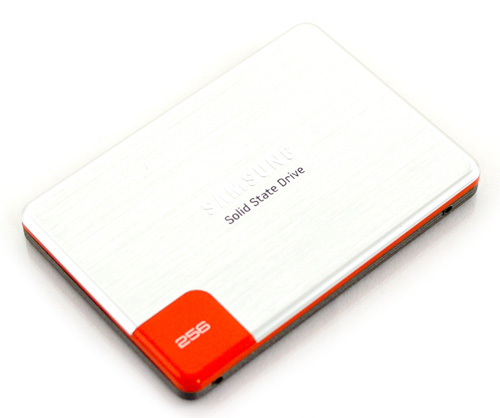 SAMSUNG
Solid State Drive
256